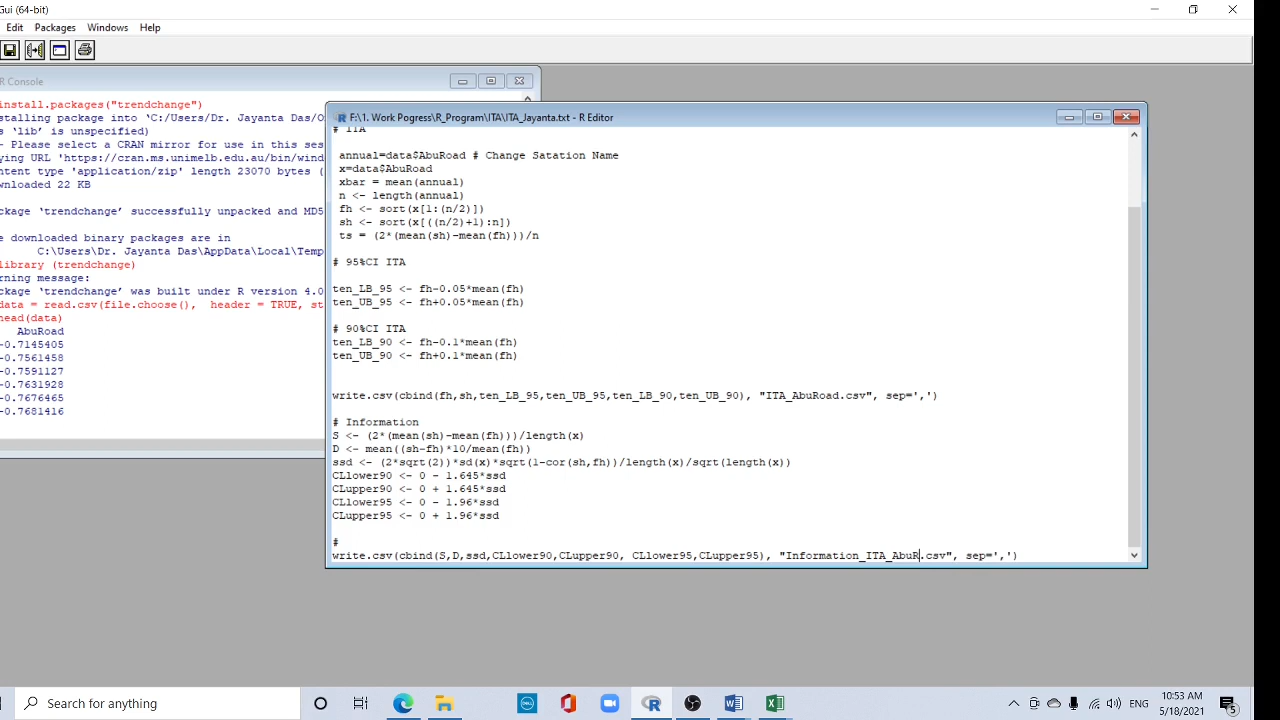 Gui (64-bit)
Edit Packages Windows Help
R Console
install.packages("trendchange")
stalling package into ‘C:/Users/Dr. Jayanta Das/O
s ‘lib’ is unspecified)
- Please select a CRAN mirror for use in this ses
ying URL 'https://cran.ms.unimelb.edu.au/bin/wind
ntent type 'application/zip' length 23070 bytes (
wnloaded 22 KB
ckage ‘trendchange’ successfully unpacked and MD5
e downloaded binary packages are in
C:\Users\Dr. Jayanta Das\AppData\Local\Temp
library (trendchange)
rning message:
ckage ‘trendchange’ was built under R version 4.0
data = read.csv(file.choose(), header = TRUE, st
head(data)
AbuRoad
-0.7145405
-0.7561458
-0.7591127
-0.7631928
-0.7676465
-0.7681416
F:\1. Work Pogress\R_Program\ITA\ITA_Jayanta.txt - R Editor
# ITA
annual=data$AbuRoad # Change Satation Name
x=data$AbuRoad
xbar = mean(annual)
n <- length(annual)
fh <- sort(x[1:(n/2)])
sh <- sort(x[((n/2)+1):n])
ts = (2*(mean(sh)-mean(fh)))/n
# 95%CI ITA
ten_LB_95 <- fh-0.05*mean(fh)
ten_UB_95 <- fh+0.05*mean(fh)
# 90%CI ITA
ten_LB_90 <- fh-0.1*mean(fh)
ten_UB_90 <- fh+0.1*mean(fh)
write.csv(cbind(fh,sh,ten_LB_95,ten_UB_95,ten_LB_90,ten_UB_90), "ITA_AbuRoad.csv", sep=',')
# Information
S <- (2*(mean(sh)-mean(fh)))/length(x)
D <- mean((sh-fh)*10/mean(fh))
ssd <- (2*sqrt(2))*sd(x)*sqrt(1-cor(sh,fh))/length(x)/sqrt(length(x))
CLlower90 <- 0 - 1.645*ssd
CLupper90 <- 0 + 1.645*ssd
CLlower95 <- 0 - 1.96*ssd
CLupper95 <- 0 + 1.96*ssd
#
write.csv(cbind(S,D,ssd,CLlower90,CLupper90, CLlower95,CLupper95), "Information_ITA_AbuR.csv", sep=',')
Search for anything
DELL
10:53 AM
5/18/2021
5